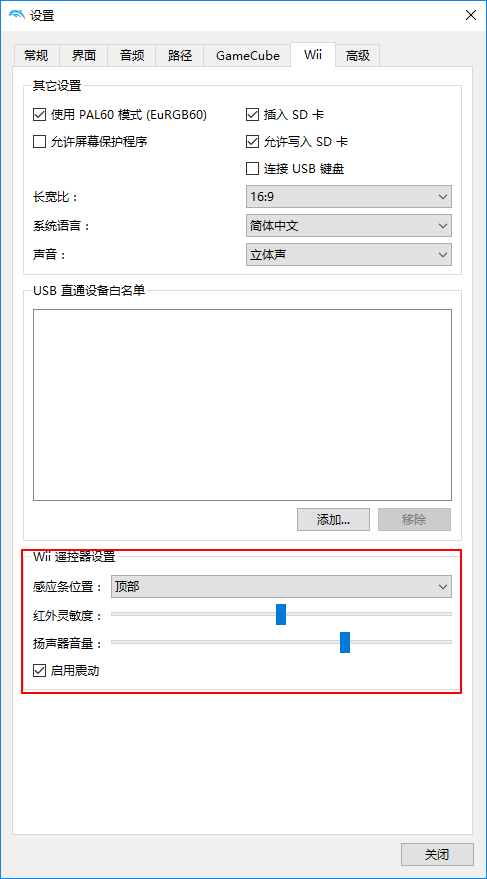 设置
常规 界面 音频 路径 GameCube Wii 高级
其它设置
使用 PAL60 模式 (EuRGB60) 插入 SD 卡
允许屏幕保护程序 允许写入 SD 卡
连接 USB 键盘
长宽比： 16:9
系统语言： 简体中文
声音： 立体声
USB 直通设备白名单
添加... 移除
Wii 遥控器设置
感应条位置： 顶部
红外灵敏度：
扬声器音量：
启用震动
关闭